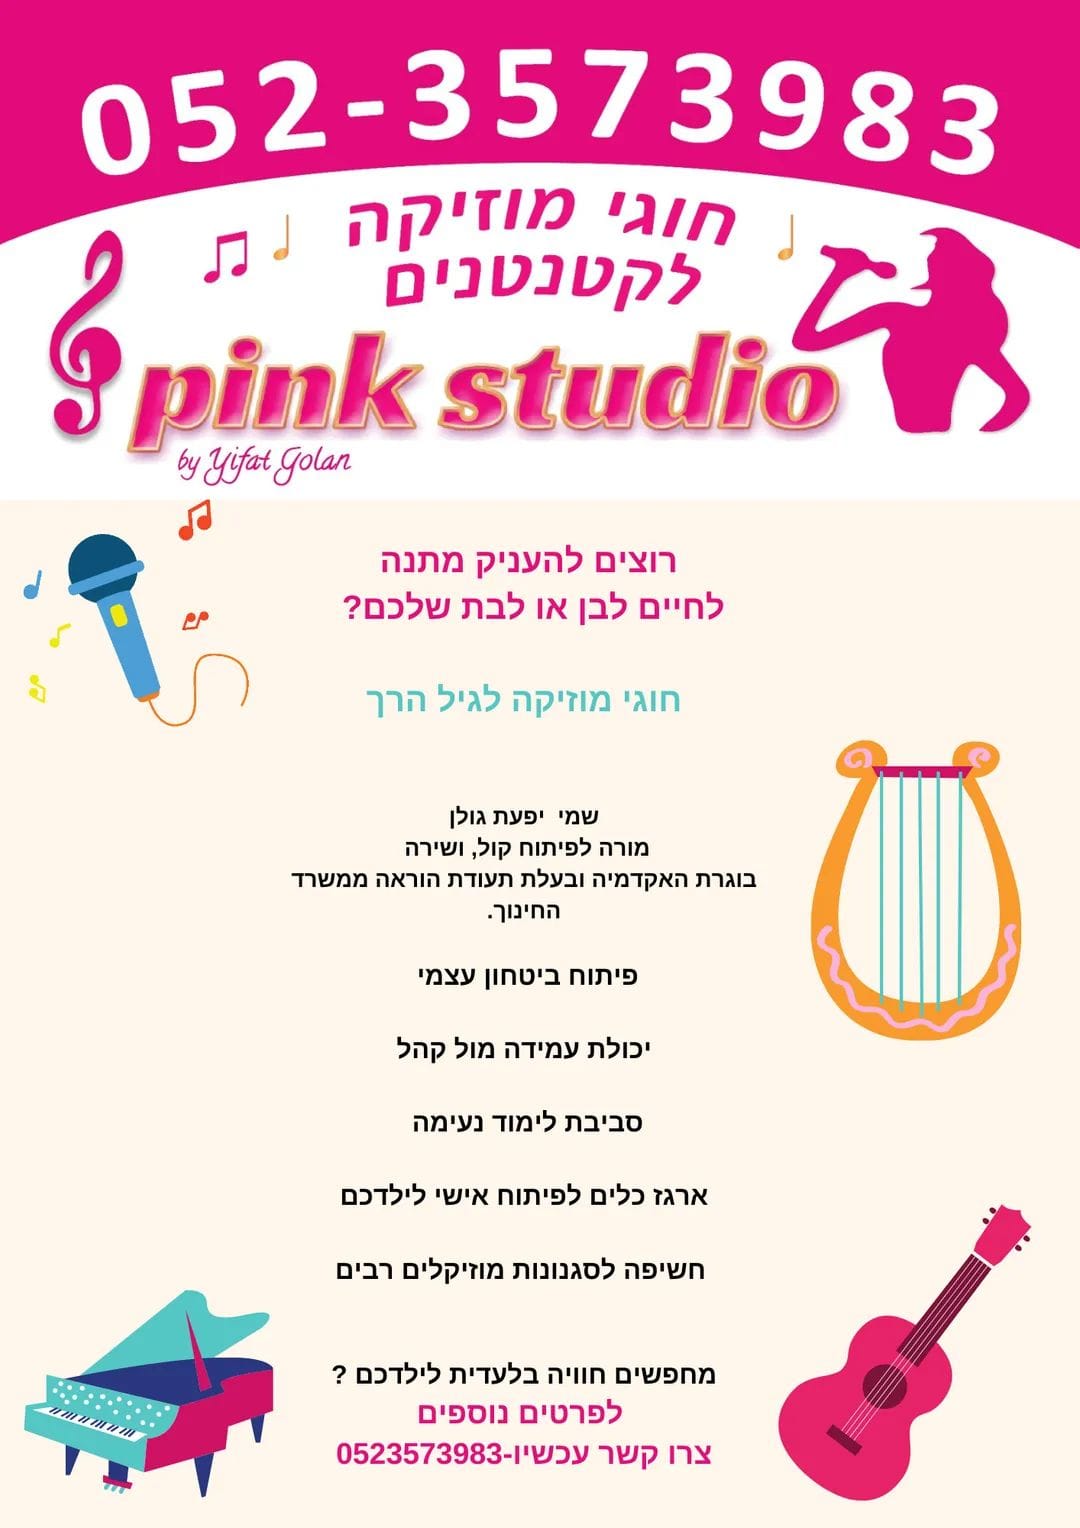 052-3573983
חוגי מוזיקה
לקטנטנים
pink studio
by Yifat Golan
רוצים להעניק מתנה
לחיים לבן או לבת שלכם?
חוגי מוזיקה לגיל הרך
שמי יפעת גולן
מורה לפיתוח קול, ושירה
בוגרת האקדמיה ובעלת תעודת הוראה ממשרד
החינוך.
פיתוח ביטחון עצמי
יכולת עמידה מול קהל
סביבת לימוד נעימה
ארגז כלים לפיתוח אישי לילדכם
חשיפה לסגנונות מוזיקלים רבים
מחפשים חוויה בלעדית לילדכם ?
לפרטים נוספים
צרו קשר עכשיו-0523573983